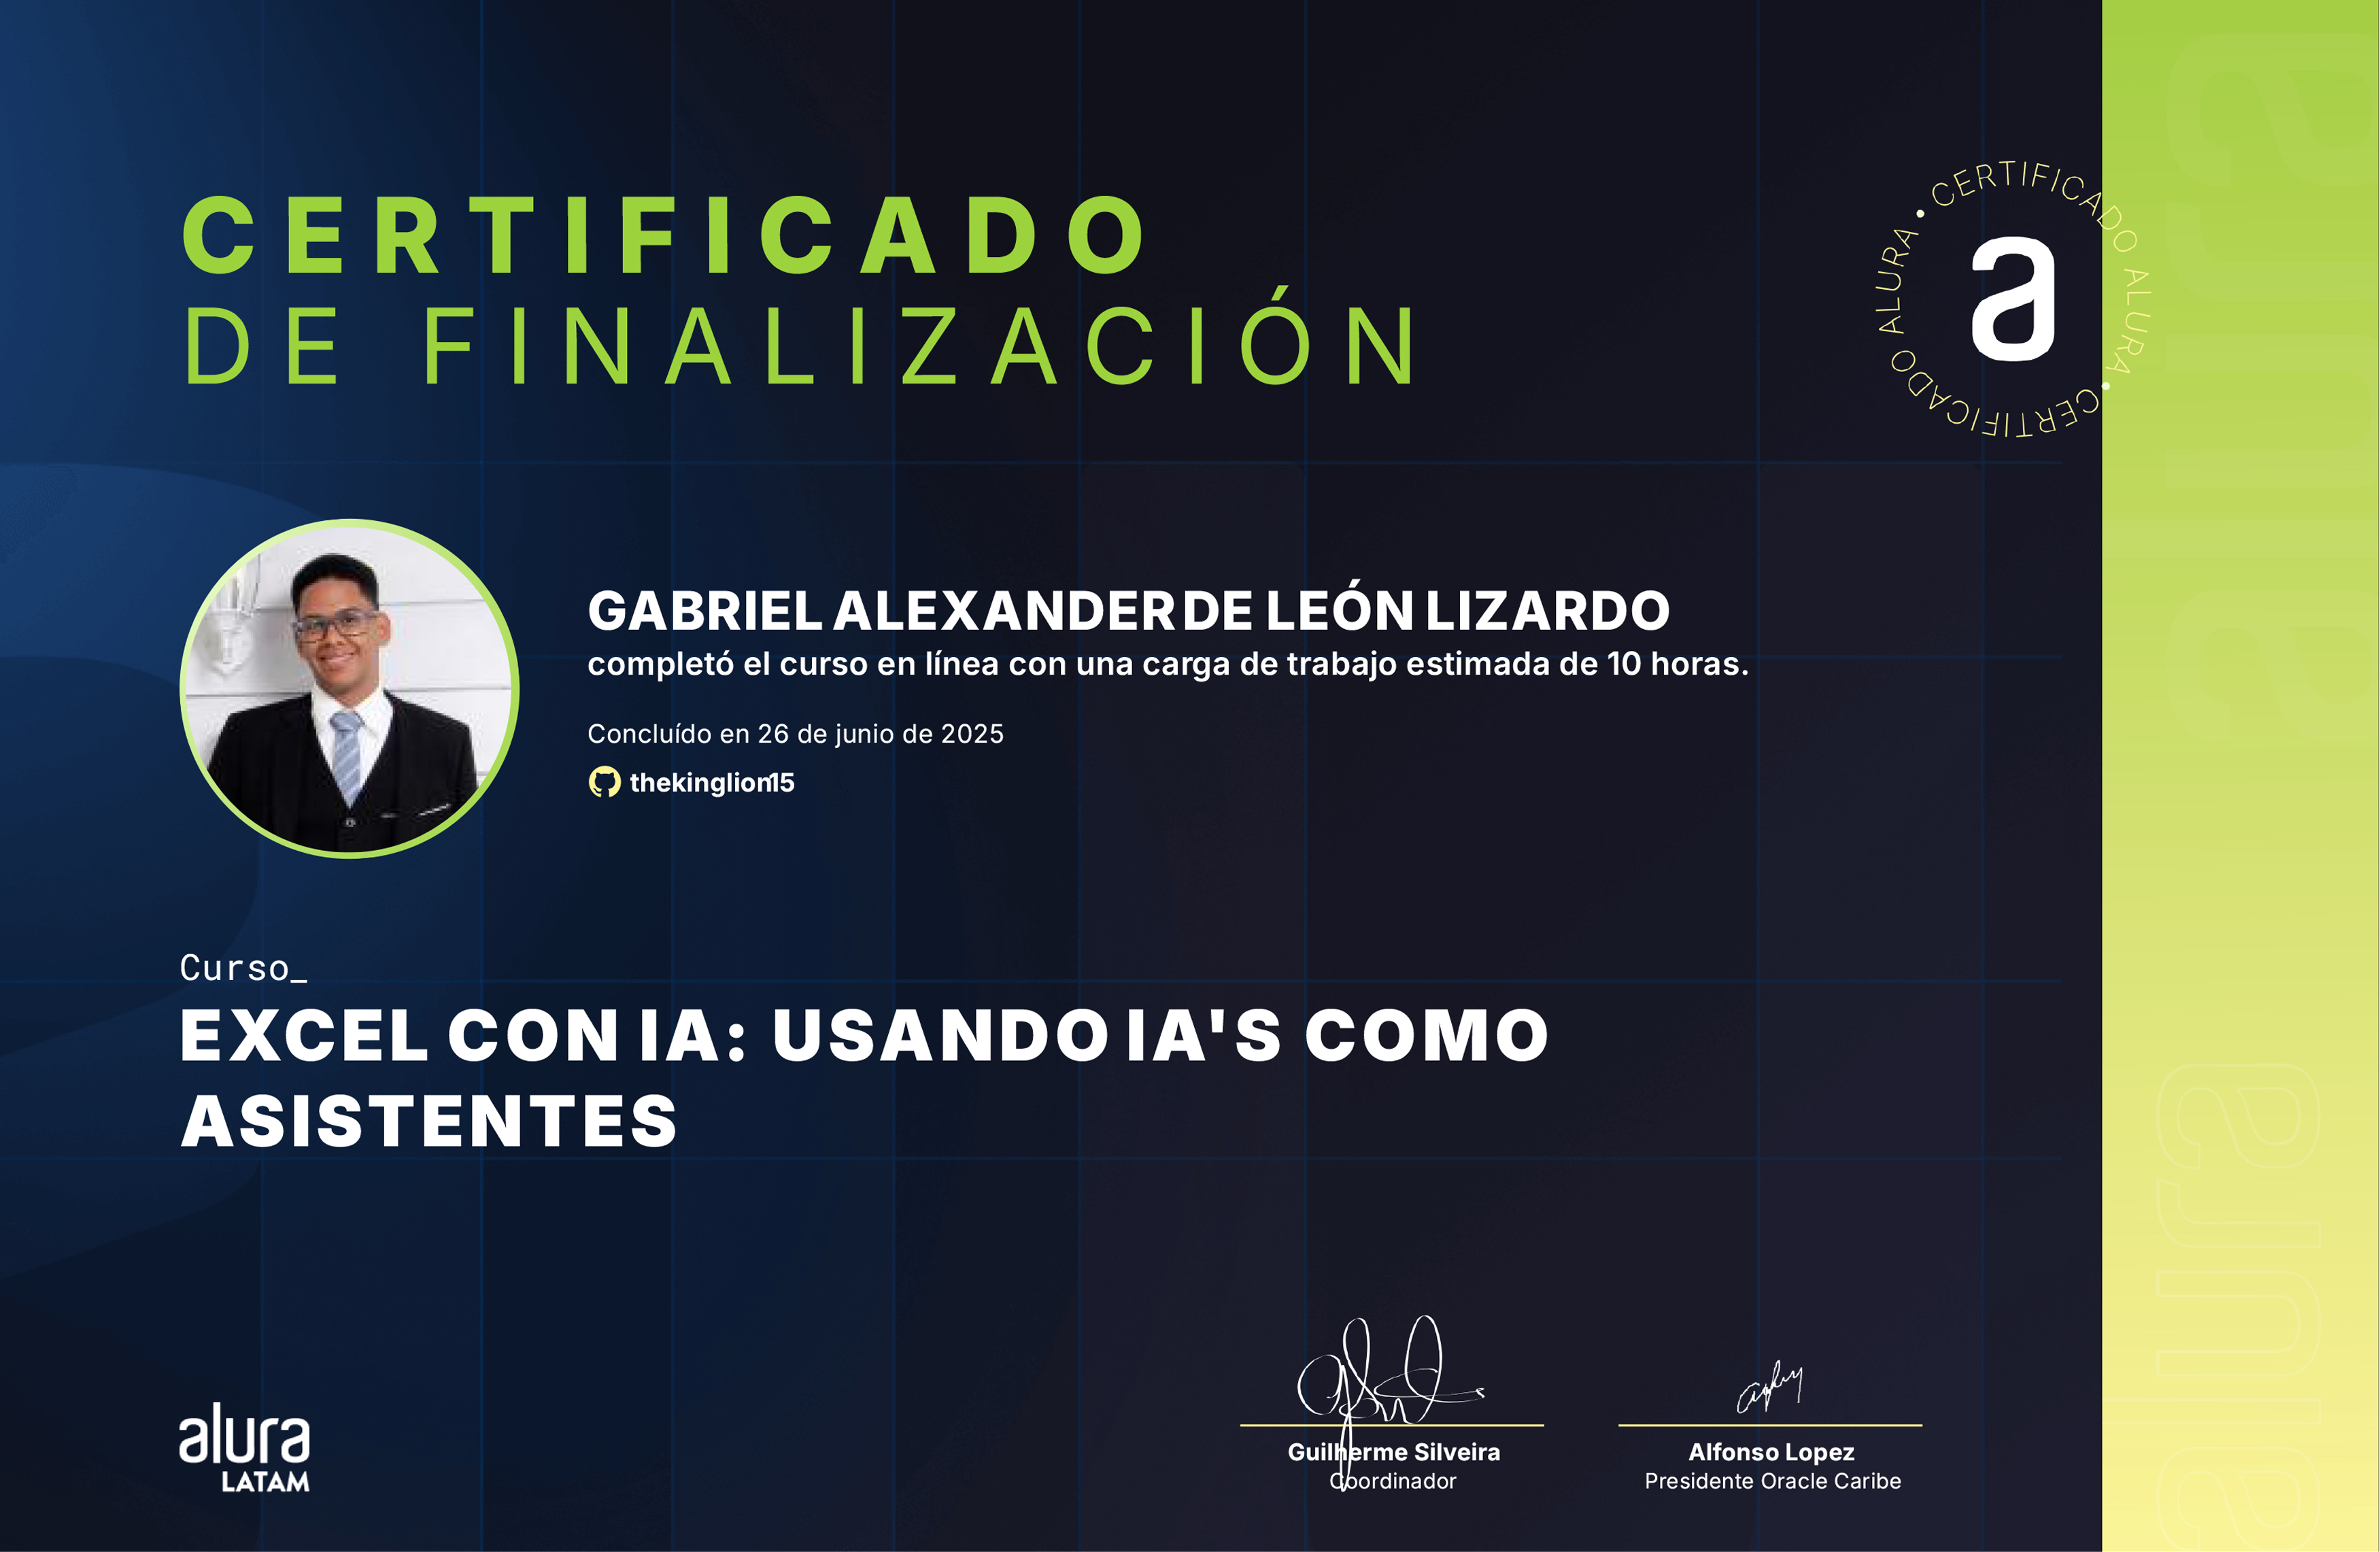 CERTIFICADO
DE FINALIZACIÓN
CERTIFICADO ALURA • CERTIFICADO ALURA •
a
GABRIEL ALEXANDER DE LEÓN LIZARDO
completó el curso en línea con una carga de trabajo estimada de 10 horas.
Concluído en 26 de junio de 2025
thekinglion15
Curso_
EXCEL CON IA: USANDO IA'S COMO
ASISTENTES
alura
LATAM
Guilherme Silveira
Coordinador
Alfonso Lopez
Presidente Oracle Caribe
alura
alura